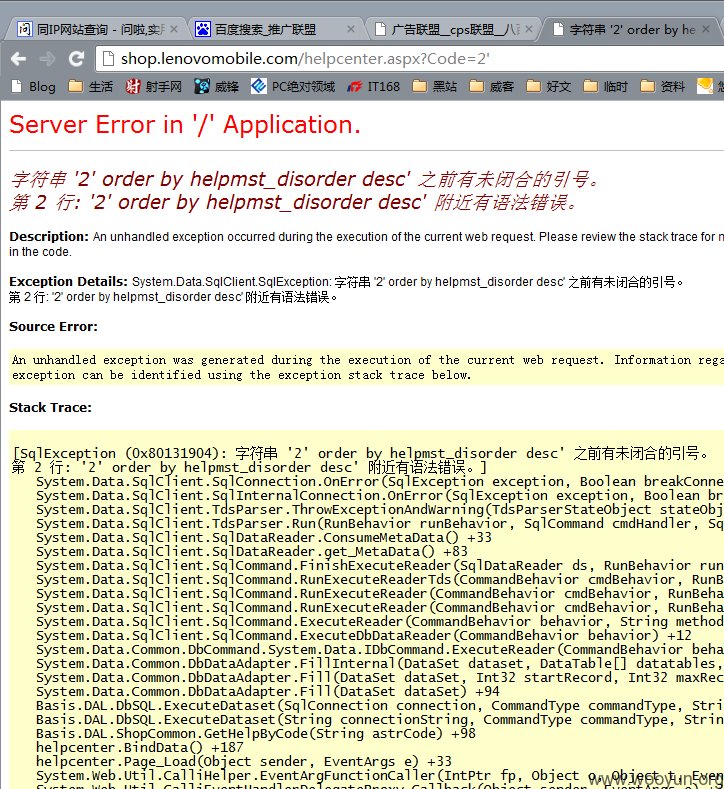 同IP网站查询 - 问啦,实用
百度搜索_推广联盟
广告联盟__cps联盟__八
字符串 '2' order by he
shop.lenovomobile.com/helpcenter.aspx?Code=2'
Blog 生活 射手网 威锋 PC绝对领域 IT168 黑站 威客 好文 临时 资料
Server Error in '/' Application.
字符串 '2' order by helpmst_disorder desc' 之前有未闭合的引号。
第 2 行: '2' order by helpmst_disorder desc' 附近有语法错误。
Description: An unhandled exception occurred during the execution of the current web request. Please review the stack trace for
in the code.
Exception Details: System.Data.SqlClient.SqlException: 字符串 '2' order by helpmst_disorder desc' 之前有未闭合的引号。
第 2 行: '2' order by helpmst_disorder desc' 附近有语法错误。
Source Error:
An unhandled exception was generated during the execution of the current web request. Information rega
exception can be identified using the exception stack trace below.
Stack Trace:
[SqlException (0x80131904): 字符串 '2' order by helpmst_disorder desc' 之前有未闭合的引号。
第 2 行: '2' order by helpmst_disorder desc' 附近有语法错误。]
System.Data.SqlClient.SqlConnection.OnError(SqlException exception, Boolean breakConne
System.Data.SqlClient.SqlInternalConnection.OnError(SqlException exception, Boolean br
System.Data.SqlClient.TdsParser.ThrowExceptionAndWarning(TdsParserStateObject stateObj
System.Data.SqlClient.TdsParser.Run(RunBehavior runBehavior, SqlCommand cmdHandler, Sq
System.Data.SqlClient.SqlDataReader.ConsumeMetaData() +33
System.Data.SqlClient.SqlDataReader.get_MetaData() +83
System.Data.SqlClient.SqlCommand.FinishExecuteReader(SqlDataReader ds, RunBehavior run
System.Data.SqlClient.SqlCommand.RunExecuteReaderTds(CommandBehavior cmdBehavior, RunB
System.Data.SqlClient.SqlCommand.RunExecuteReader(CommandBehavior cmdBehavior, RunBeha
System.Data.SqlClient.SqlCommand.RunExecuteReader(CommandBehavior cmdBehavior, RunBeha
System.Data.SqlClient.SqlCommand.ExecuteReader(CommandBehavior behavior, String method
System.Data.SqlClient.SqlCommand.ExecuteDbDataReader(CommandBehavior behavior) +12
System.Data.Common.DbCommand.System.Data.IDbCommand.ExecuteReader(CommandBehavior beha
System.Data.Common.DbDataAdapter.FillInternal(DataSet dataset, DataTable[] datatables,
System.Data.Common.DbDataAdapter.Fill(DataSet dataSet, Int32 startRecord, Int32 maxRec
System.Data.Common.DbDataAdapter.Fill(DataSet dataSet) +94
Basis.DAL.DbSQL.ExecuteDataset(SqlConnection connection, CommandType commandType, Stri
Basis.DAL.DbSQL.ExecuteDataset(String connectionString, CommandType commandType, Strin
Basis.DAL.ShopCommon.GetHelpByCode(String astrCode) +98
helpcenter.BindData() +187
helpcenter.Page_Load(Object sender, EventArgs e) +33
System.Web.Util.CalliHelper.EventArgFunctionCaller(IntPtr fp, Object o, Object t, Even
System.Web.Util.CalliEventHandlerDelegateProxy.Callback(Object sender, EventArgs e)
www.wooyun.org